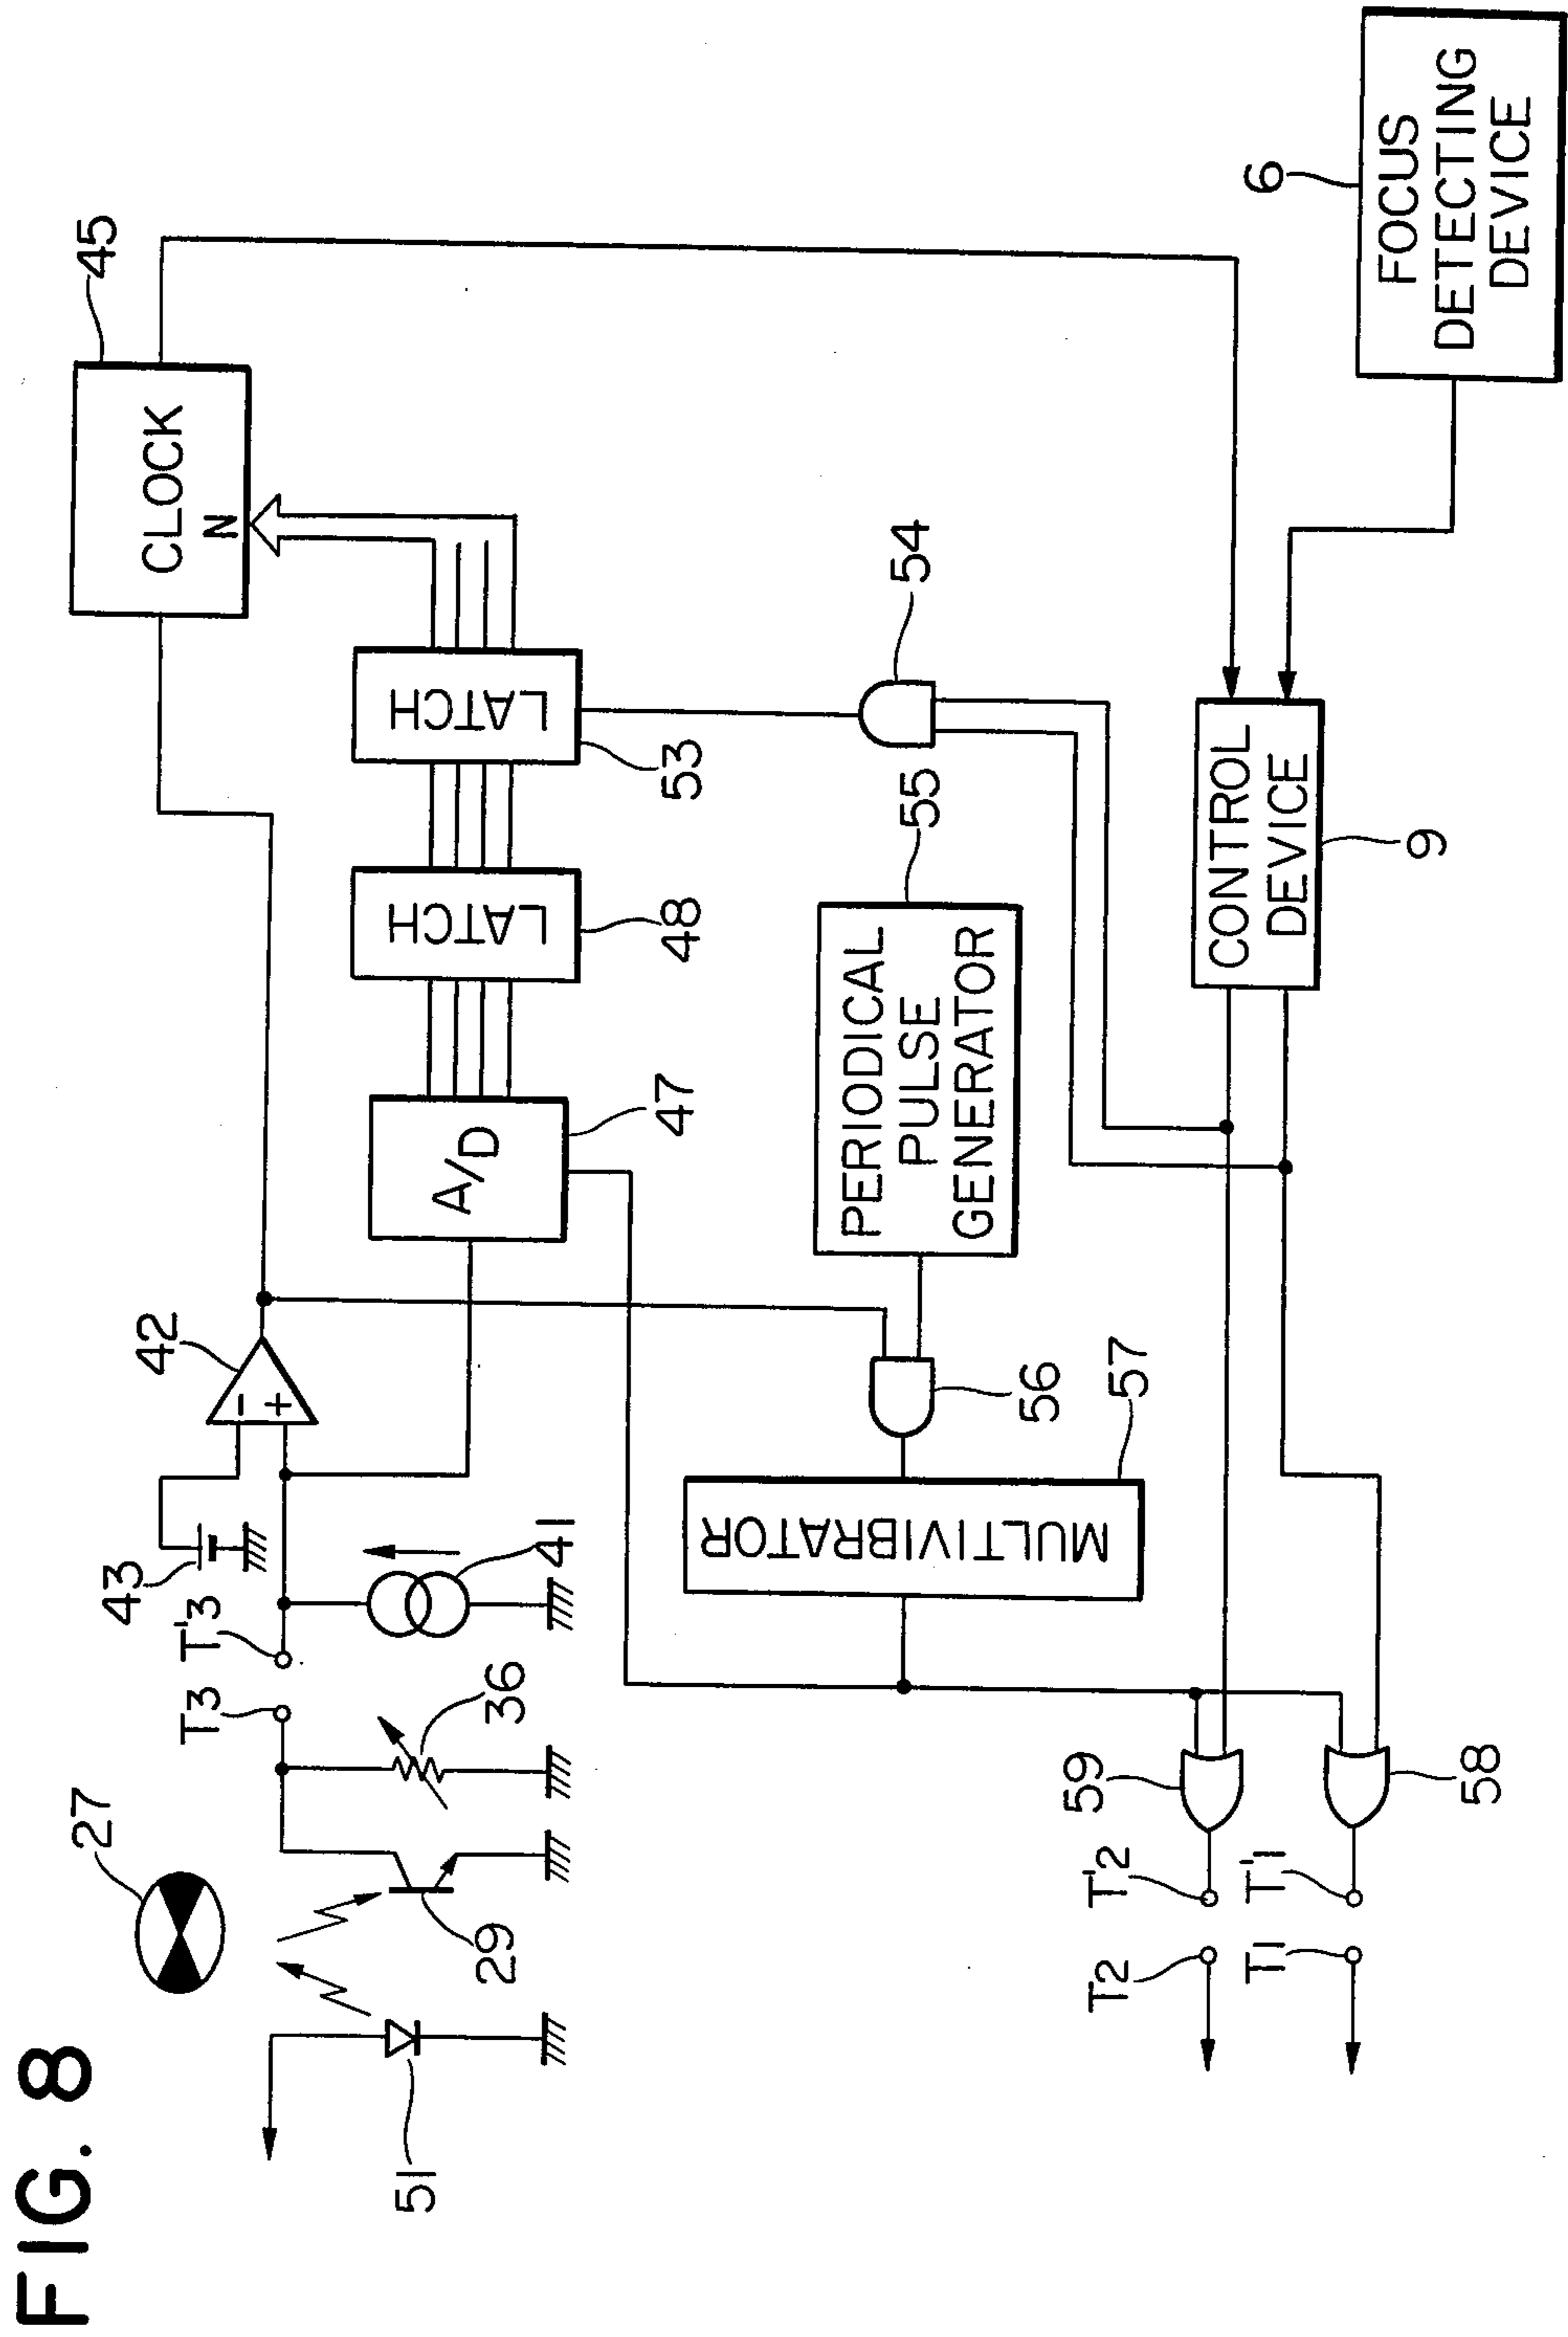 FIG. 8
27
T3
T'3
43
42
45
CLOCK
N
51
29
36
41
A/D
47
LATCH
48
LATCH
53
MULTIVIBRATOR
57
56
PERIODICAL
PULSE
GENERATOR
55
54
T2
T'2
59
T1
T'1
58
CONTROL
DEVICE
9
6
FOCUS
DETECTING
DEVICE
-
+